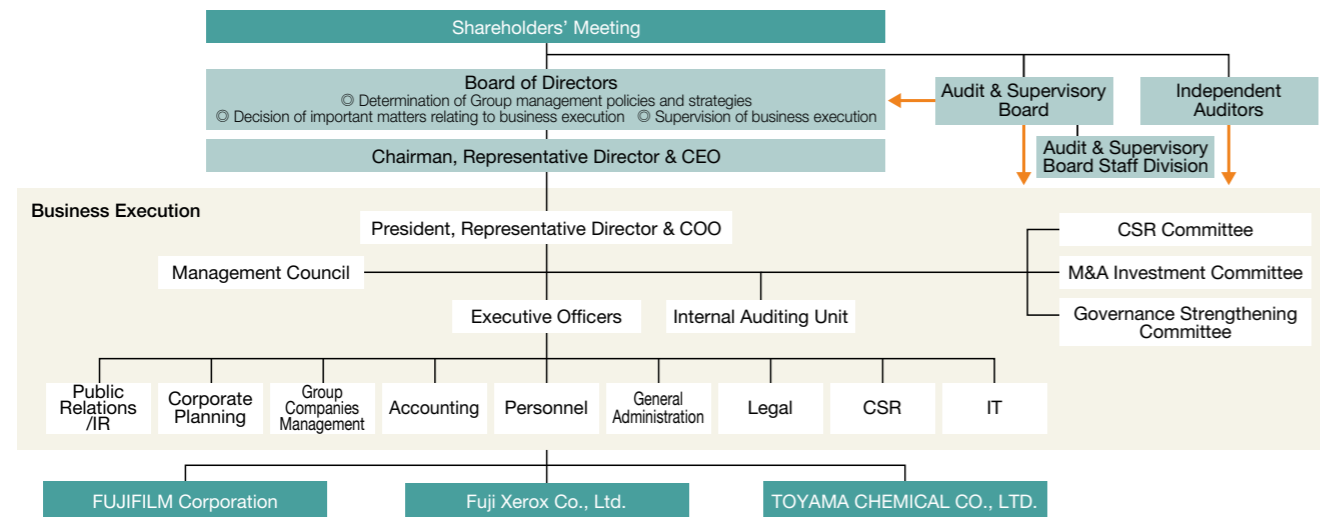 Shareholders' Meeting
Board of Directors
◎ Determination of Group management policies and strategies
◎ Decision of important matters relating to business execution ◎ Supervision of business execution
Audit & Supervisory
Board
Independent
Auditors
Audit & Supervisory
Board Staff Division
Chairman, Representative Director & CEO
Business Execution
President, Representative Director & COO
CSR Committee
Management Council
M&A Investment Committee
Executive Officers
Internal Auditing Unit
Governance Strengthening
Committee
Public
Relations
/IR
Corporate
Planning
Group
Companies
Management
Accounting
Personnel
General
Administration
Legal
CSR
IT
FUJIFILM Corporation
Fuji Xerox Co., Ltd.
TOYAMA CHEMICAL CO., LTD.